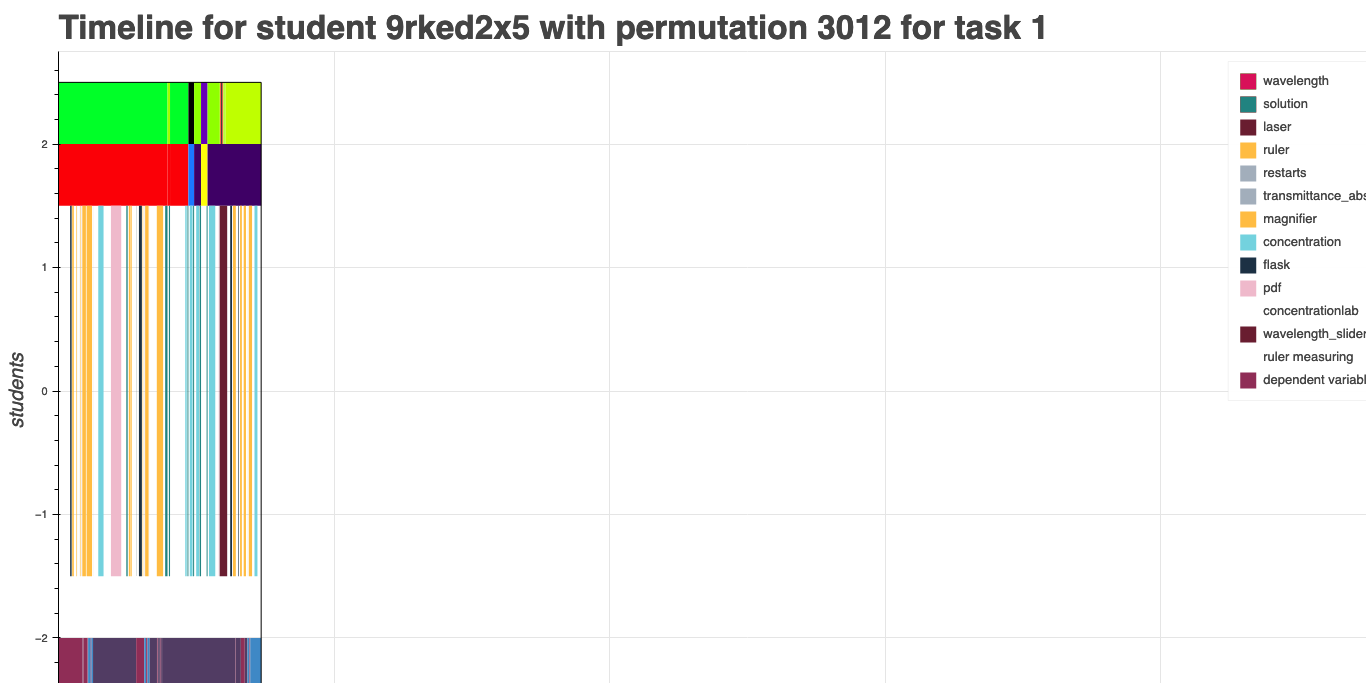 Timeline for student 9rked2x5 with permutation 3012 for task 1
students
2
1
0
−1
−2
wavelength
solution
laser
ruler
restarts
transmittance_abs
magnifier
concentration
flask
pdf
concentrationlab
wavelength_slider
ruler measuring
dependent variabl